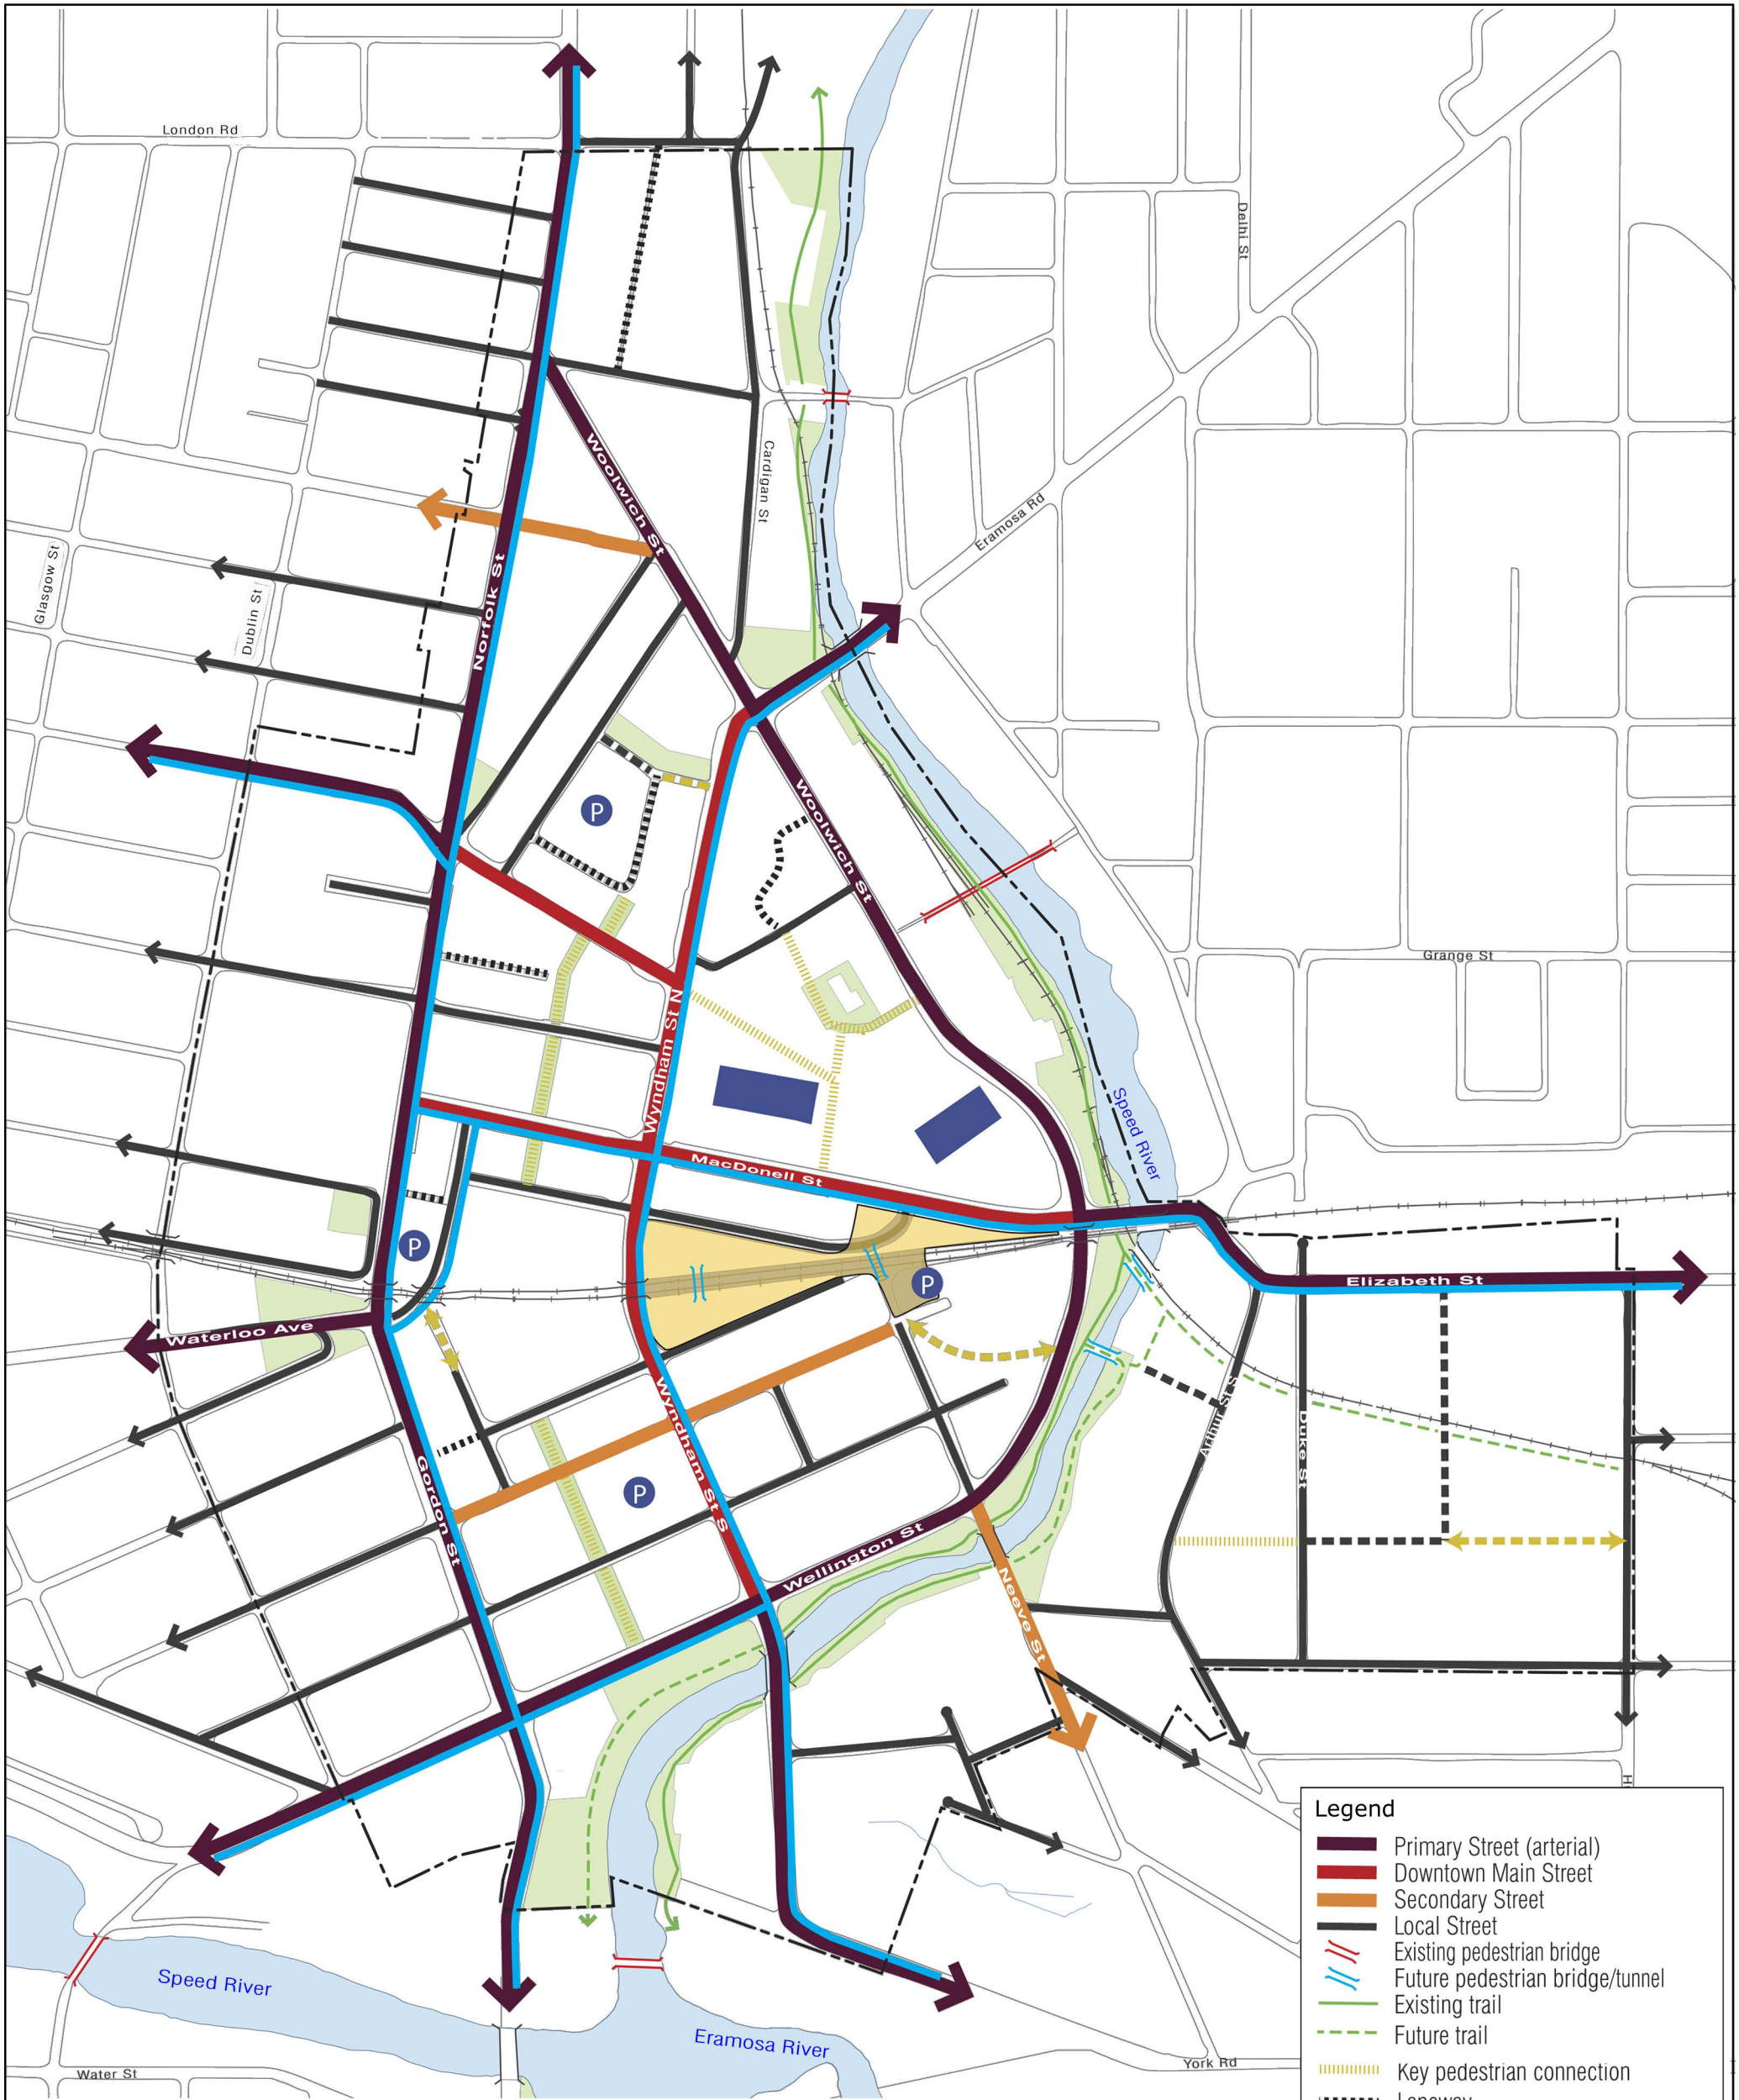 London Rd
Delhi St
Woolwich St
Cardigan St
Eramosa Rd
Glasgow St
Dublin St
Norfolk St
P
Woolwich St
Grange St
Wyndham St N
Speed River
MacDonell St
P
P
Elizabeth St
Waterloo Ave
Wyndham St S
Arthur St S
Duke St
Gordon St
P
Wellington St
Neeve St
Legend
Primary Street (arterial)
Downtown Main Street
Secondary Street
Local Street
Existing pedestrian bridge
Future pedestrian bridge/tunnel
Existing trail
Future trail
Key pedestrian connection
Laneway
Speed River
Eramosa River
York Rd
Water St